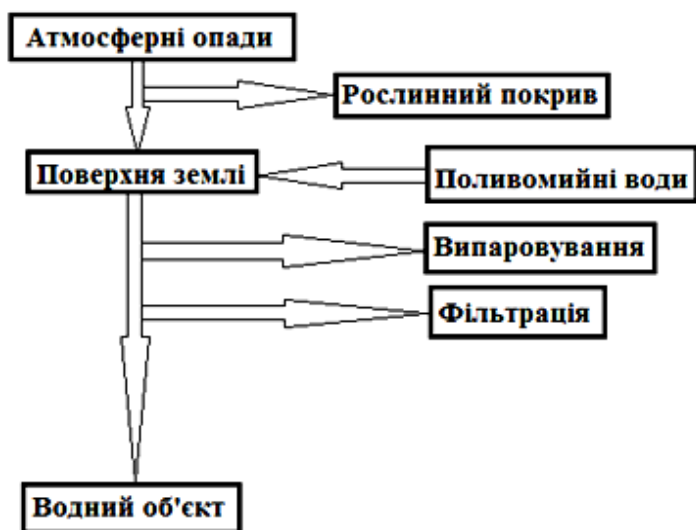 Атмосферні опади
Рослинний покрив
Поверхня землі
Поливомийні води
Випаровування
Фільтрація
Водний об'єкт